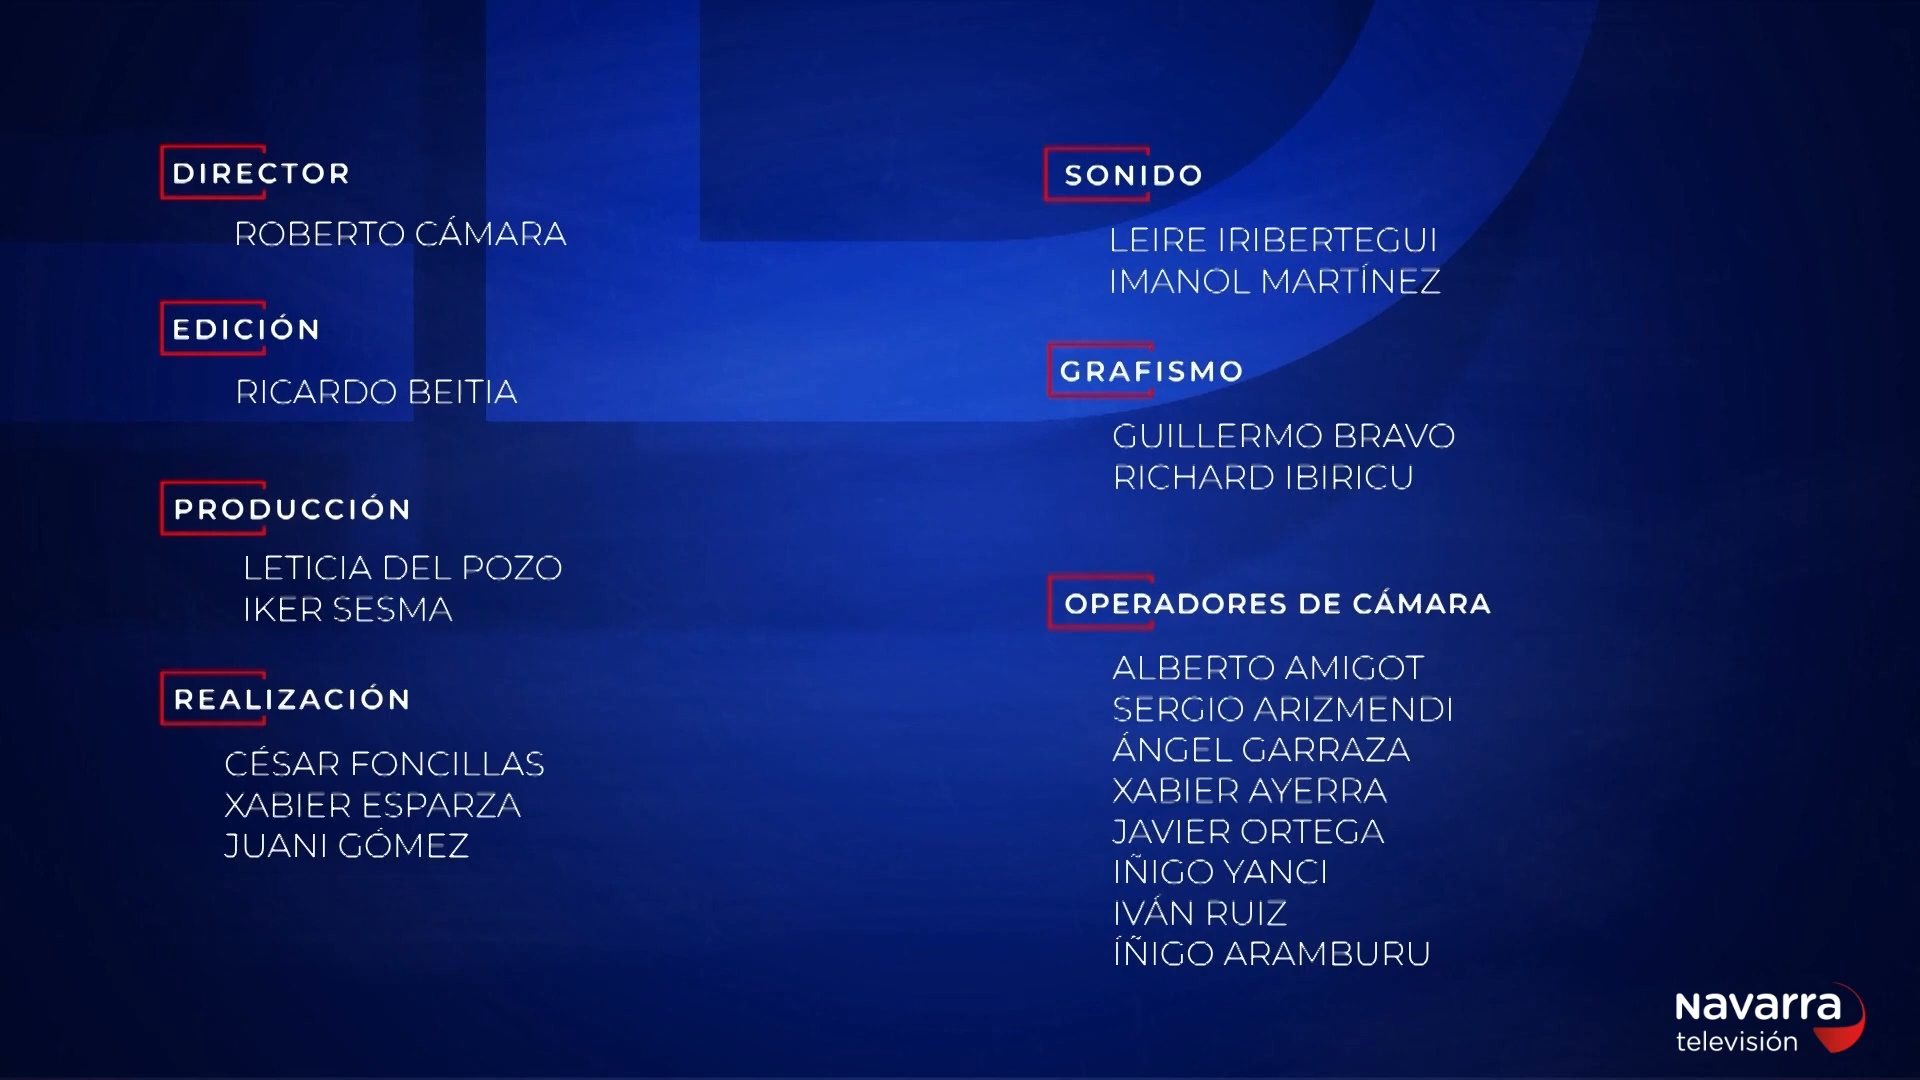 DIRECTOR
ROBERTO CÁMARA
EDICIÓN
RICARDO BEITIA
PRODUCCIÓN
LETICIA DEL POZO
IKER SESMA
REALIZACIÓN
CÉSAR FONCILLAS
XABIER ESPARZA
JUANI GÓMEZ
SONIDO
LEIRE IRIBERTEGUI
IMANOL MARTÍNEZ
GRAFISMO
GUILLERMO BRAVO
RICHARD IBIRICU
OPERADORES DE CÁMARA
ALBERTO AMIGOT
SERGIO ARIZMENDI
ÁNGEL GARRAZA
XABIER AYERRA
JAVIER ORTEGA
IÑIGO YANCI
IVÁN RUIZ
ÍÑIGO ARAMBURU
Navarra
televisión